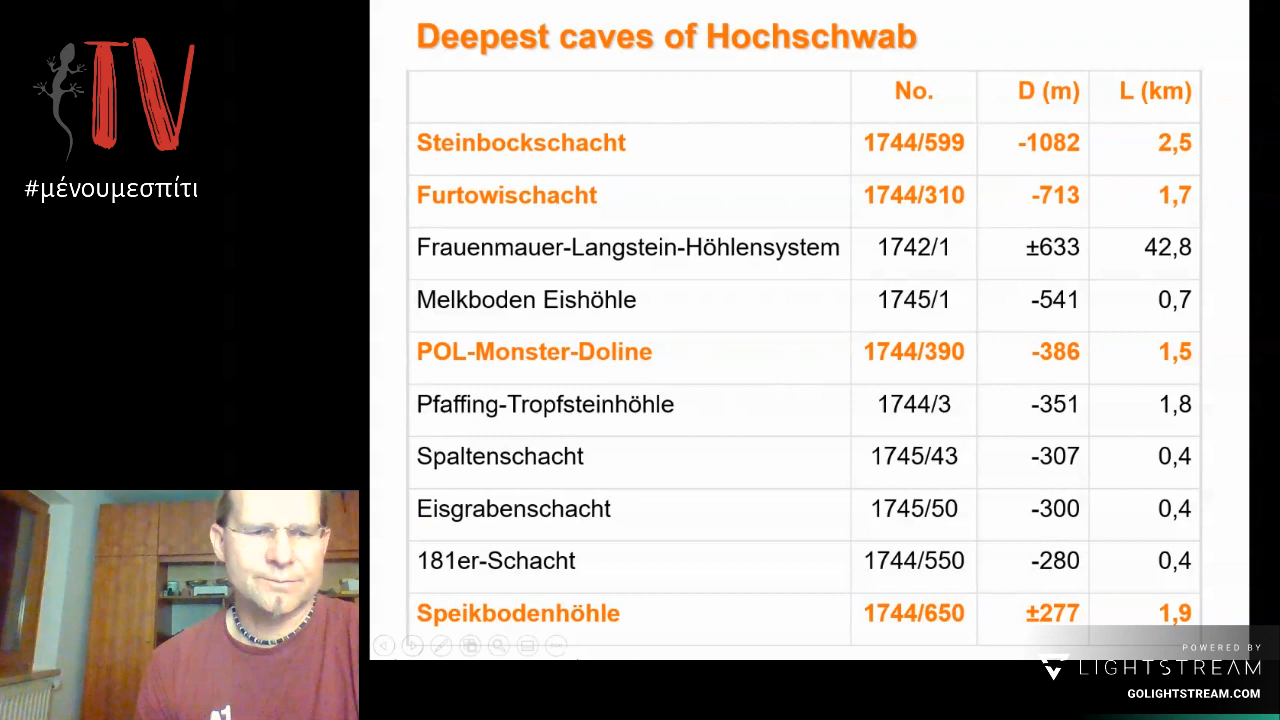 TV
#μένουμεσπίτι
Deepest caves of Hochschwab
No. D (m) L (km)
Steinbockschacht 1744/599 -1082 2,5
Furtowischacht 1744/310 -713 1,7
Frauenmauer-Langstein-Höhlensystem 1742/1 ±633 42,8
Melkboden Eishöhle 1745/1 -541 0,7
POL-Monster-Doline 1744/390 -386 1,5
Pfaffing-Tropfsteinhöhle 1744/3 -351 1,8
Spaltenschacht 1745/43 -307 0,4
Eisgrabenschacht 1745/50 -300 0,4
181er-Schacht 1744/550 -280 0,4
Speikbodenhöhle 1744/650 ±277 1,9
A1
POWERED BY
LIGHTSTREAM
GOLIGHTSTREAM.COM